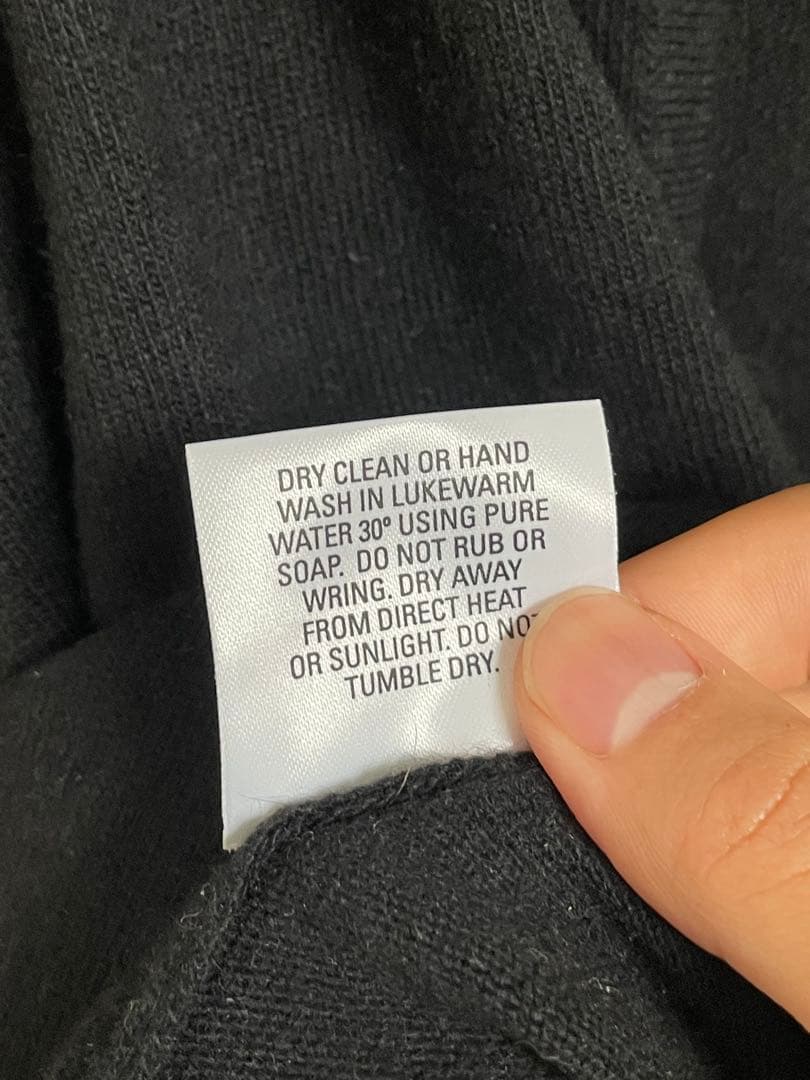 DRY CLEAN OR HAND
WASH IN LUKEWARM
WATER 30º USING PURE
SOAP. DO NOT RUB OR
WRING. DRY AWAY
FROM DIRECT HEAT
OR SUNLIGHT. DO NOT
TUMBLE DRY.